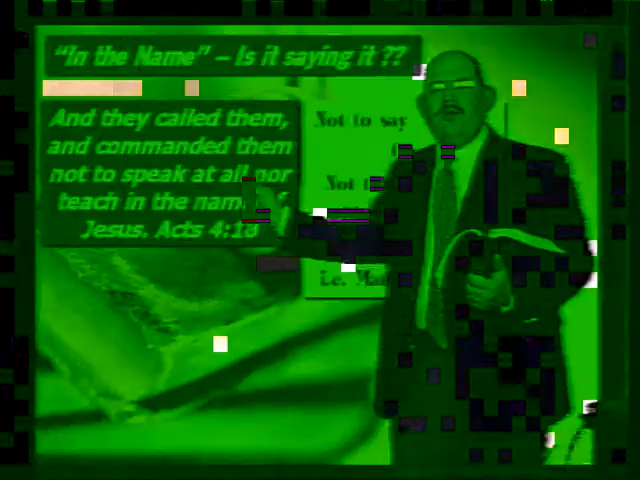 "In the Name" – Is it saying it ??
And they called them,
and commanded them
not to speak at all nor
teach in the name
Jesus. Acts 4:18
Not to say
Not
i.e.